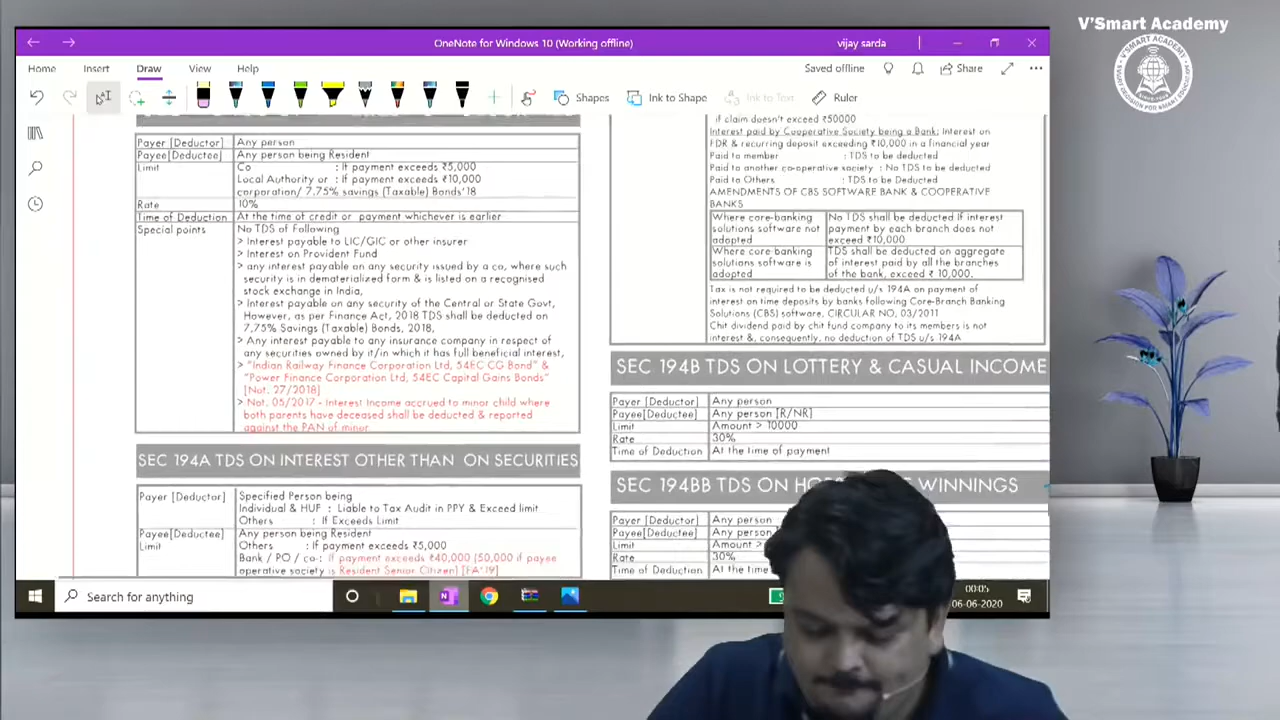 V'Smart Academy
OneNote for Windows 10 (Working offline)
vijay sarda
Home Insert Draw View Help
Saved offline
Share
Shapes
Ink to Shape
Ink to Text
Ruler
Payer [Deductor] Any person
Payee[Deductee] Any person being Resident
Limit Co : If payment exceeds ₹5,000
Local Authority or : If payment exceeds ₹10,000
corporation/ 7.75% savings (Taxable) Bonds'18
Rate 10%
Time of Deduction At the time of credit or payment whichever is earlier
Special points No TDS of Following
> Interest payable to LIC/GIC or other insurer
> Interest on Provident Fund
> any interest payable on any security issued by a co, where such
security is in dematerialized form & is listed on a recognised
stock exchange in India,
> Interest payable on any security of the Central or State Govt,
However, as per Finance Act, 2018 TDS shall be deducted on
7.75% Savings (Taxable) Bonds, 2018,
> Any interest payable to any insurance company in respect of
any securities owned by it/in which it has full beneficial interest,
> "Indian Railway Finance Corporation Ltd, 54EC CG Bond" &
"Power Finance Corporation Ltd, 54EC Capital Gains Bonds"
[Not. 27/2018]
> Not. 05/2017 - Interest Income accrued to minor child where
both parents have deceased shall be deducted & reported
against the PAN of minor
SEC 194A TDS ON INTEREST OTHER THAN ON SECURITIES
Payer [Deductor] Specified Person being
Individual & HUF : Liable to Tax Audit in PPY & Exceed limit
Others : If Exceeds Limit
Payee[Deductee] Any person being Resident
Limit Others : If payment exceeds ₹5,000
Bank / PO / co-: If payment exceeds ₹40,000 (50,000 if payee
operative society is Resident Senior Citizen) [FA'19]
if claim doesn't exceed ₹50000
Interest paid by Cooperative Society being a Bank: Interest on
FDR & recurring deposit exceeding ₹10,000 in a financial year
Paid to member : TDS to be deducted
Paid to another co-operative society : No TDS to be deducted
Paid to Others : TDS to be Deducted
AMENDMENTS OF CBS SOFTWARE BANK & COOPERATIVE
BANKS
Where core-banking No TDS shall be deducted if interest
solutions software not payment by each branch does not
adopted exceed ₹10,000
Where core-banking TDS shall be deducted on aggregate
solutions software is of interest paid by all the branches
adopted of the bank, exceed ₹ 10,000.
Tax is not required to be deducted u/s 194A on payment of
interest on time deposits by banks following Core-Branch Banking
Solutions (CBS) software, CIRCULAR NO, 03/2011
Chit dividend paid by chit fund company to its members is not
interest &, consequently, no deduction of TDS u/s 194A
SEC 194B TDS ON LOTTERY & CASUAL INCOME
Payer [Deductor] Any person
Payee[Deductee] Any person [R/NR]
Limit Amount > 10000
Rate 30%
Time of Deduction At the time of payment
SEC 194BB TDS ON WINNINGS
Payer [Deductor] Any person
Payee[Deductee] Any
Limit Amount >
Rate 30%
Time of Deduction At the time
Search for anything
00:05
06-06-2020